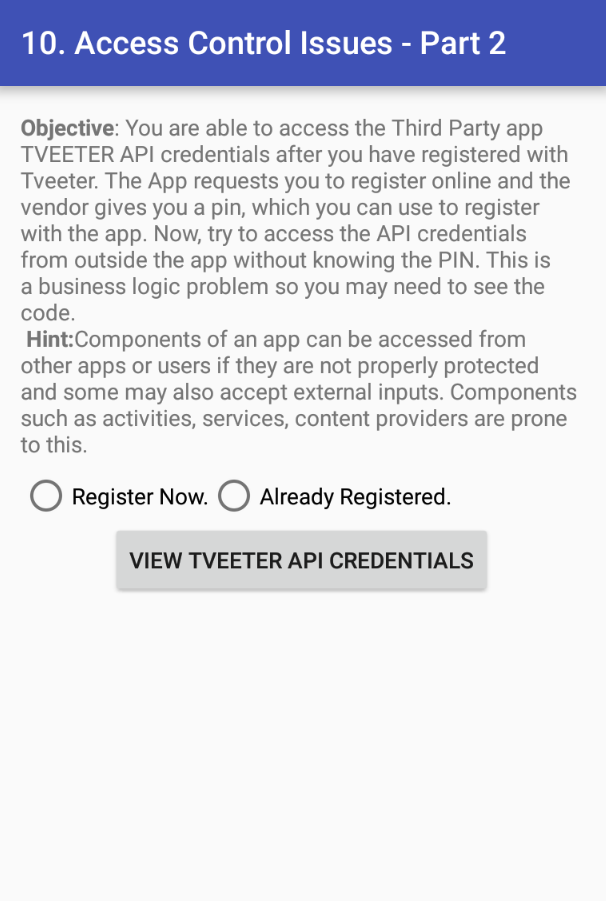 10. Access Control Issues - Part 2
Objective: You are able to access the Third Party app
TVEETER API credentials after you have registered with
Tveeter. The App requests you to register online and the
vendor gives you a pin, which you can use to register
with the app. Now, try to access the API credentials
from outside the app without knowing the PIN. This is
a business logic problem so you may need to see the
code.
Hint:Components of an app can be accessed from
other apps or users if they are not properly protected
and some may also accept external inputs. Components
such as activities, services, content providers are prone
to this.
Register Now. Already Registered.
VIEW TVEETER API CREDENTIALS